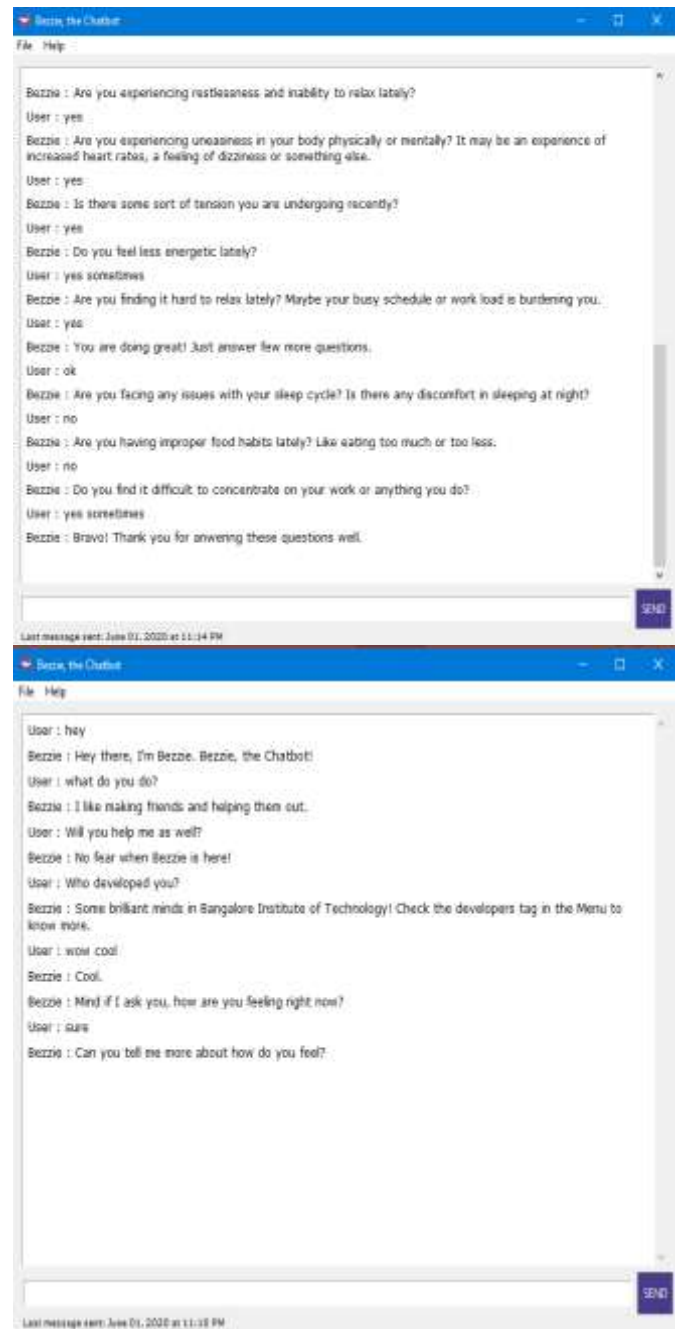 Bezzie, the Chatbot
File Help
Bezzie : Are you experiencing restlessness and inability to relax lately?
User : yes
Bezzie : Are you experiencing uneasiness in your body physically or mentally? It may be an experience of
increased heart rates, a feeling of dizziness or something else.
User : yes
Bezzie : Is there some sort of tension you are undergoing recently?
User : yes
Bezzie : Do you feel less energetic lately?
User : yes sometimes
Bezzie : Are you finding it hard to relax lately? Maybe your busy schedule or work load is burdening you.
User : yes
Bezzie : You are doing great! Just answer few more questions.
User : ok
Bezzie : Are you facing any issues with your sleep cycle? Is there any discomfort in sleeping at night?
User : no
Bezzie : Are you having improper food habits lately? Like eating too much or too less.
User : no
Bezzie : Do you find it difficult to concentrate on your work or anything you do?
User : yes sometimes
Bezzie : Bravo! Thank you for anwering these questions well.
SEND
Last message sent: June 01, 2020 at 11:14 PM
Bezzie, the Chatbot
File Help
User : hey
Bezzie : Hey there, I'm Bezzie. Bezzie, the Chatbot!
User : what do you do?
Bezzie : I like making friends and helping them out.
User : Will you help me as well?
Bezzie : No fear when Bezzie is here!
User : Who developed you?
Bezzie : Some brilliant minds in Bangalore Institute of Technology! Check the developers tag in the Menu to
know more.
User : wow cool
Bezzie : Cool.
Bezzie : Mind if I ask you, how are you feeling right now?
User : sure
Bezzie : Can you tell me more about how do you feel?
SEND
Last message sent: June 01, 2020 at PM